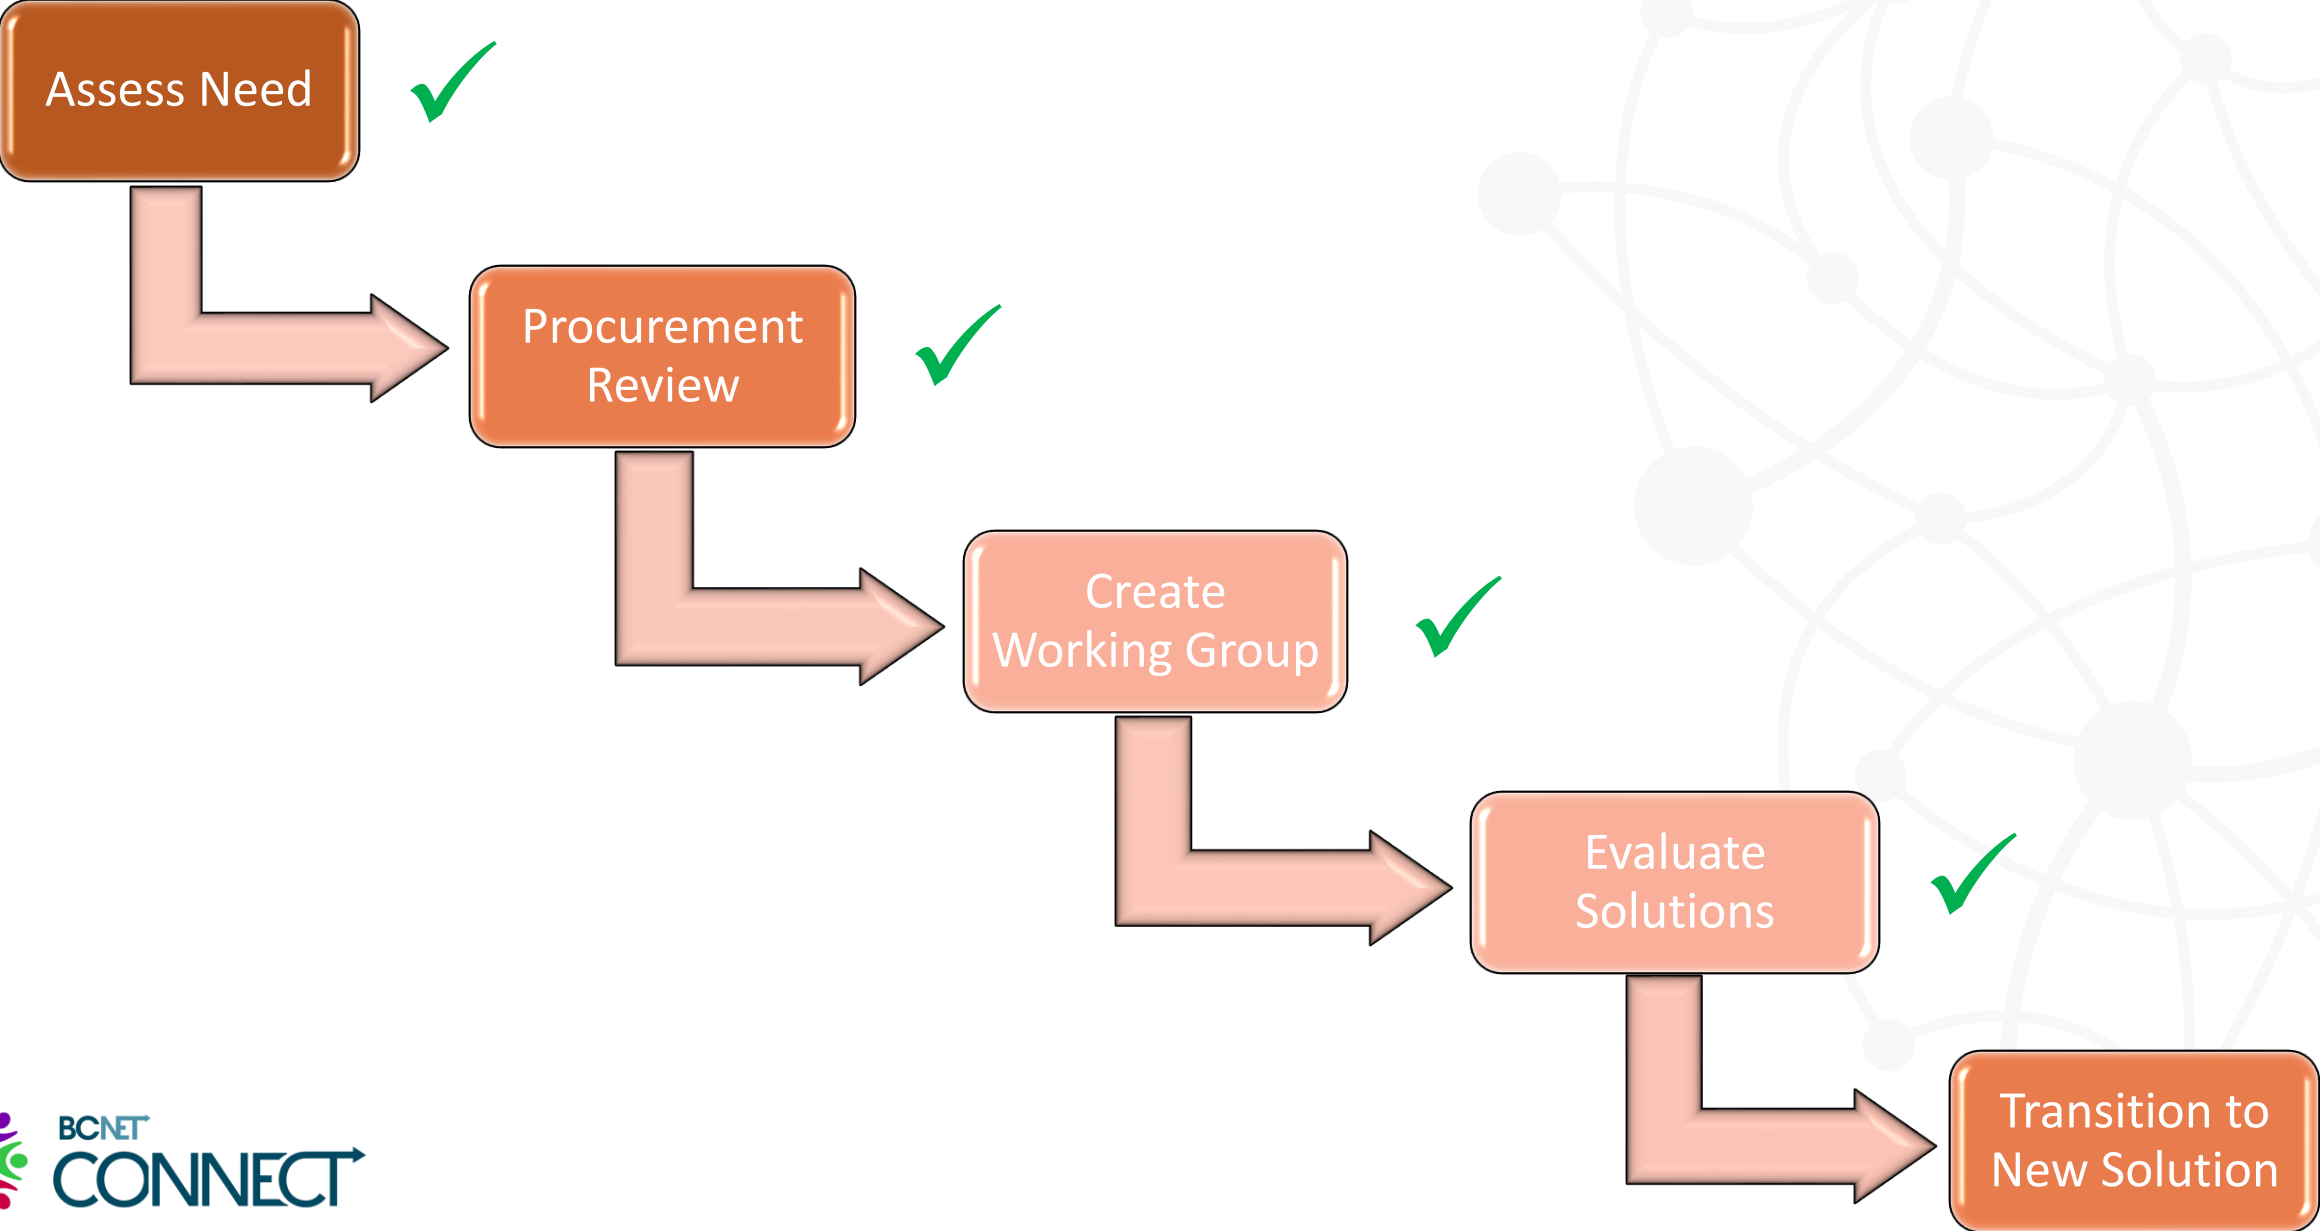 Assess Need
Procurement
Review
Create
Working Group
Evaluate
Solutions
Transition to
New Solution
BCNET
CONNECT